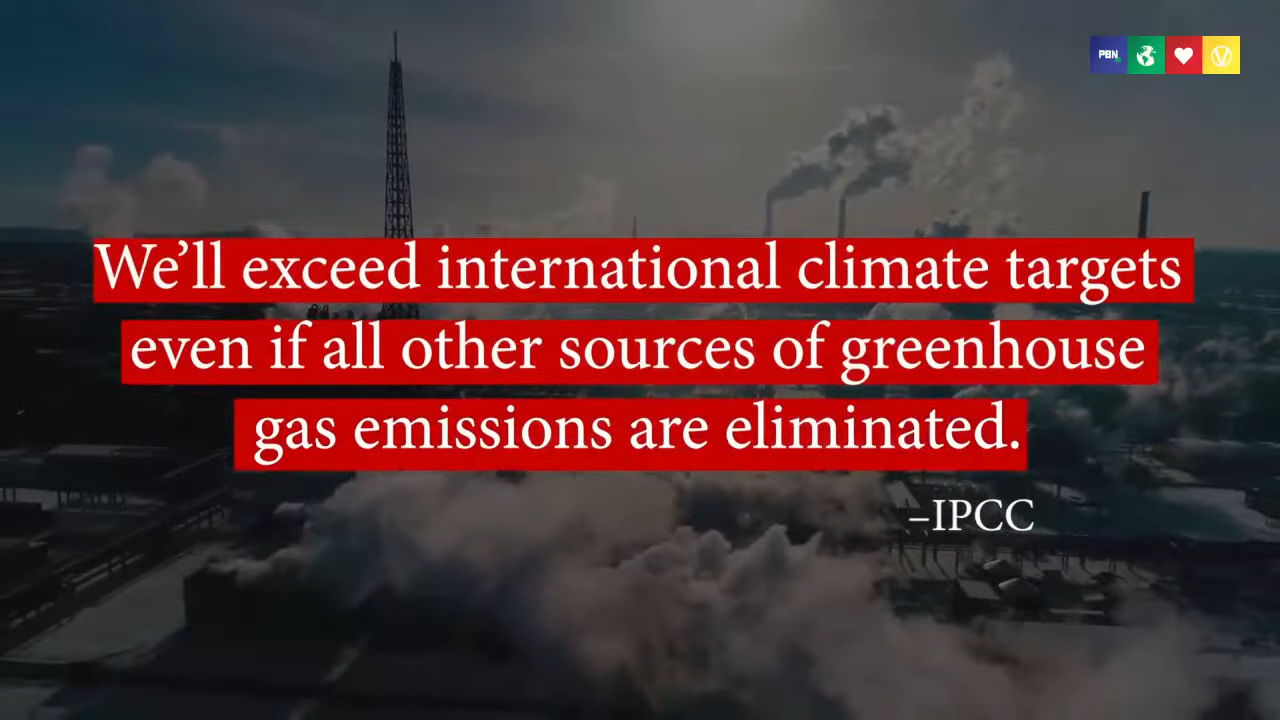 PBN
We’ll exceed international climate targets
even if all other sources of greenhouse
gas emissions are eliminated.
–IPCC